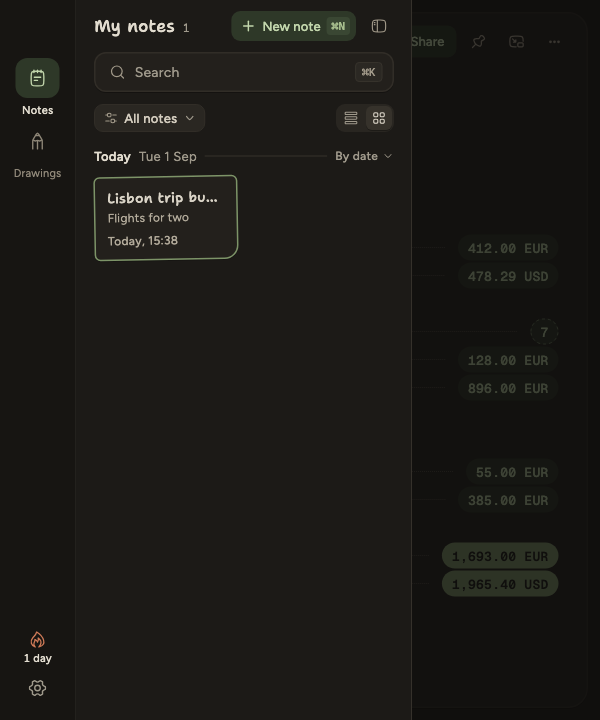 My notes 1
+ New note ⌘N
Share
Search ⌘K
Notes
All notes
Drawings
Today Tue 1 Sep By date
Lisbon trip bu...
Flights for two
Today, 15:38
412.00 EUR
478.29 USD
7
128.00 EUR
896.00 EUR
55.00 EUR
385.00 EUR
1,693.00 EUR
1,965.40 USD
1 day